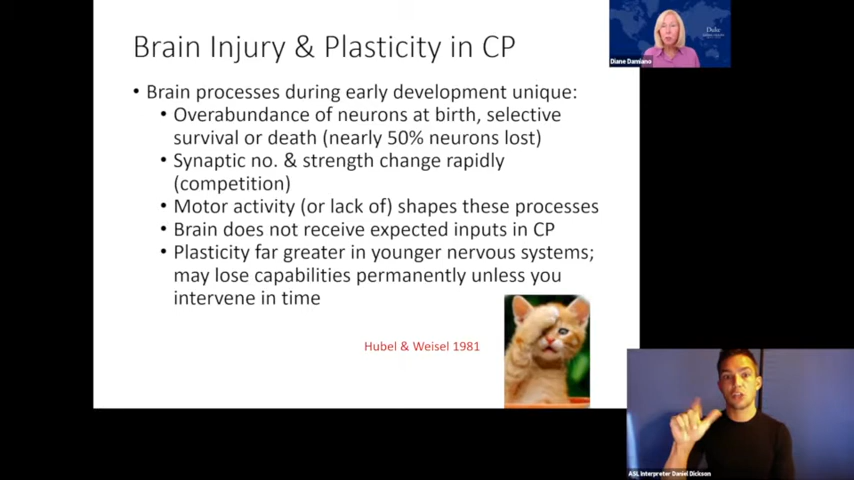 Brain Injury & Plasticity in CP
• Brain processes during early development unique:
• Overabundance of neurons at birth, selective
survival or death (nearly 50% neurons lost)
• Synaptic no. & strength change rapidly
(competition)
• Motor activity (or lack of) shapes these processes
• Brain does not receive expected inputs in CP
• Plasticity far greater in younger nervous systems;
may lose capabilities permanently unless you
intervene in time
Hubel & Weisel 1981
Duke
Diane Damiano
ASL Interpreter Daniel Dickson